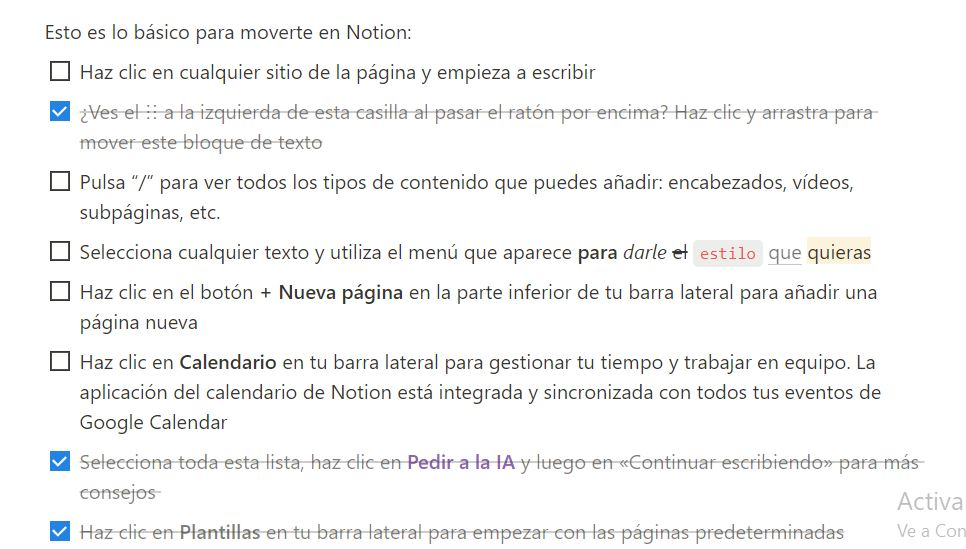 Esto es lo básico para moverte en Notion:
Haz clic en cualquier sitio de la página y empieza a escribir
¿Ves el ⁝⁝ a la izquierda de esta casilla al pasar el ratón por encima? Haz clic y arrastra para
mover este bloque de texto
Pulsa “/” para ver todos los tipos de contenido que puedes añadir: encabezados, vídeos,
subpáginas, etc.
Selecciona cualquier texto y utiliza el menú que aparece para darle el estilo que quieras
Haz clic en el botón + Nueva página en la parte inferior de tu barra lateral para añadir una
página nueva
Haz clic en Calendario en tu barra lateral para gestionar tu tiempo y trabajar en equipo. La
aplicación del calendario de Notion está integrada y sincronizada con todos tus eventos de
Google Calendar
Selecciona toda esta lista, haz clic en Pedir a la IA y luego en «Continuar escribiendo» para más
consejos
Haz clic en Plantillas en tu barra lateral para empezar con las páginas predeterminadas
Activa
Ve a Con